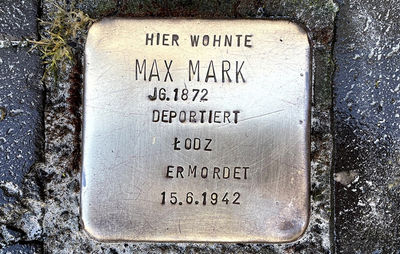 HIER WOHNTE
MAX MARK
JG. 1872
DEPORTIERT
ŁODZ
ERMORDET
15.6.1942